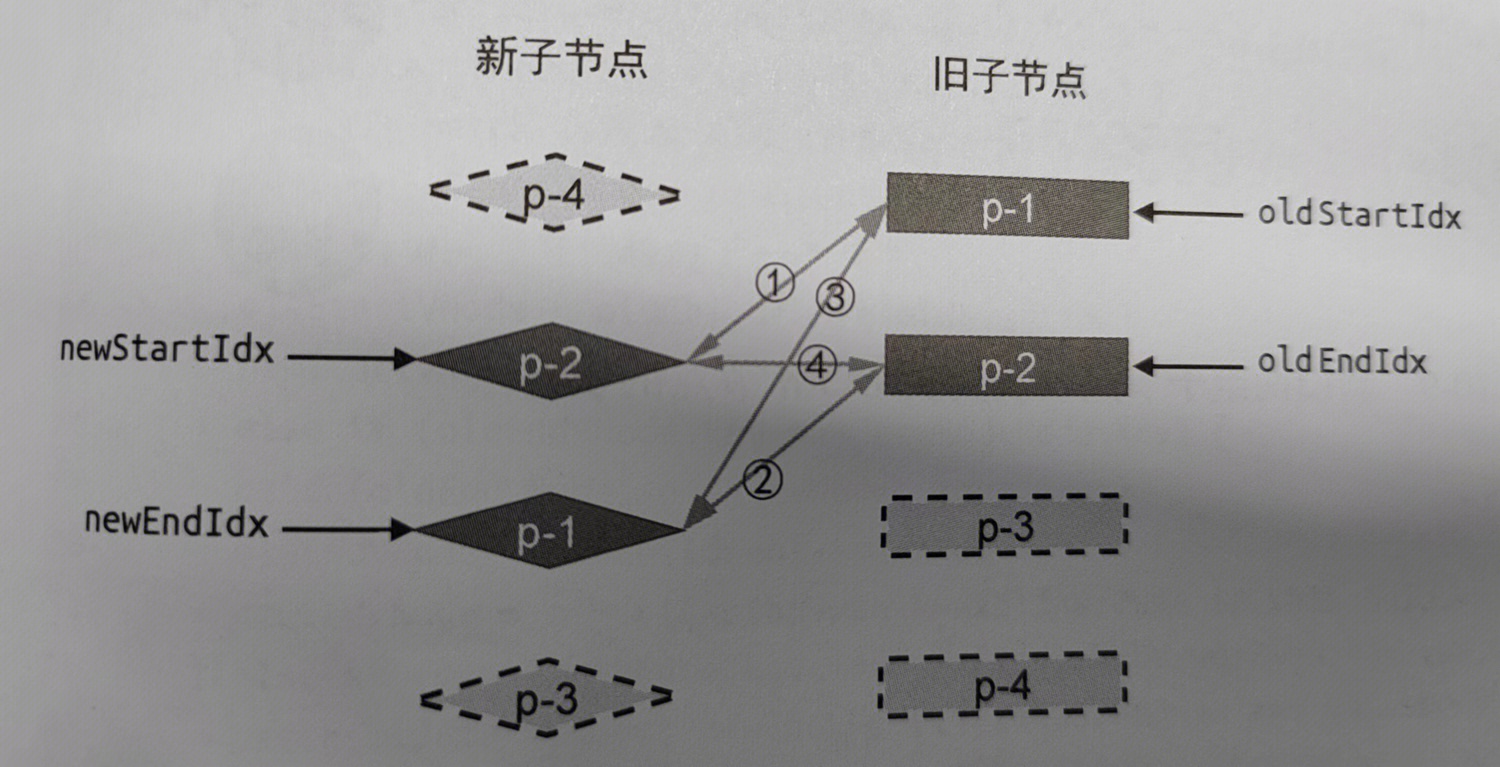 新子节点
旧子节点
p-4
p-1
oldStartIdx
①
③
newStartIdx
p-2
④
p-2
oldEndIdx
②
newEndIdx
p-1
p-3
p-3
p-4